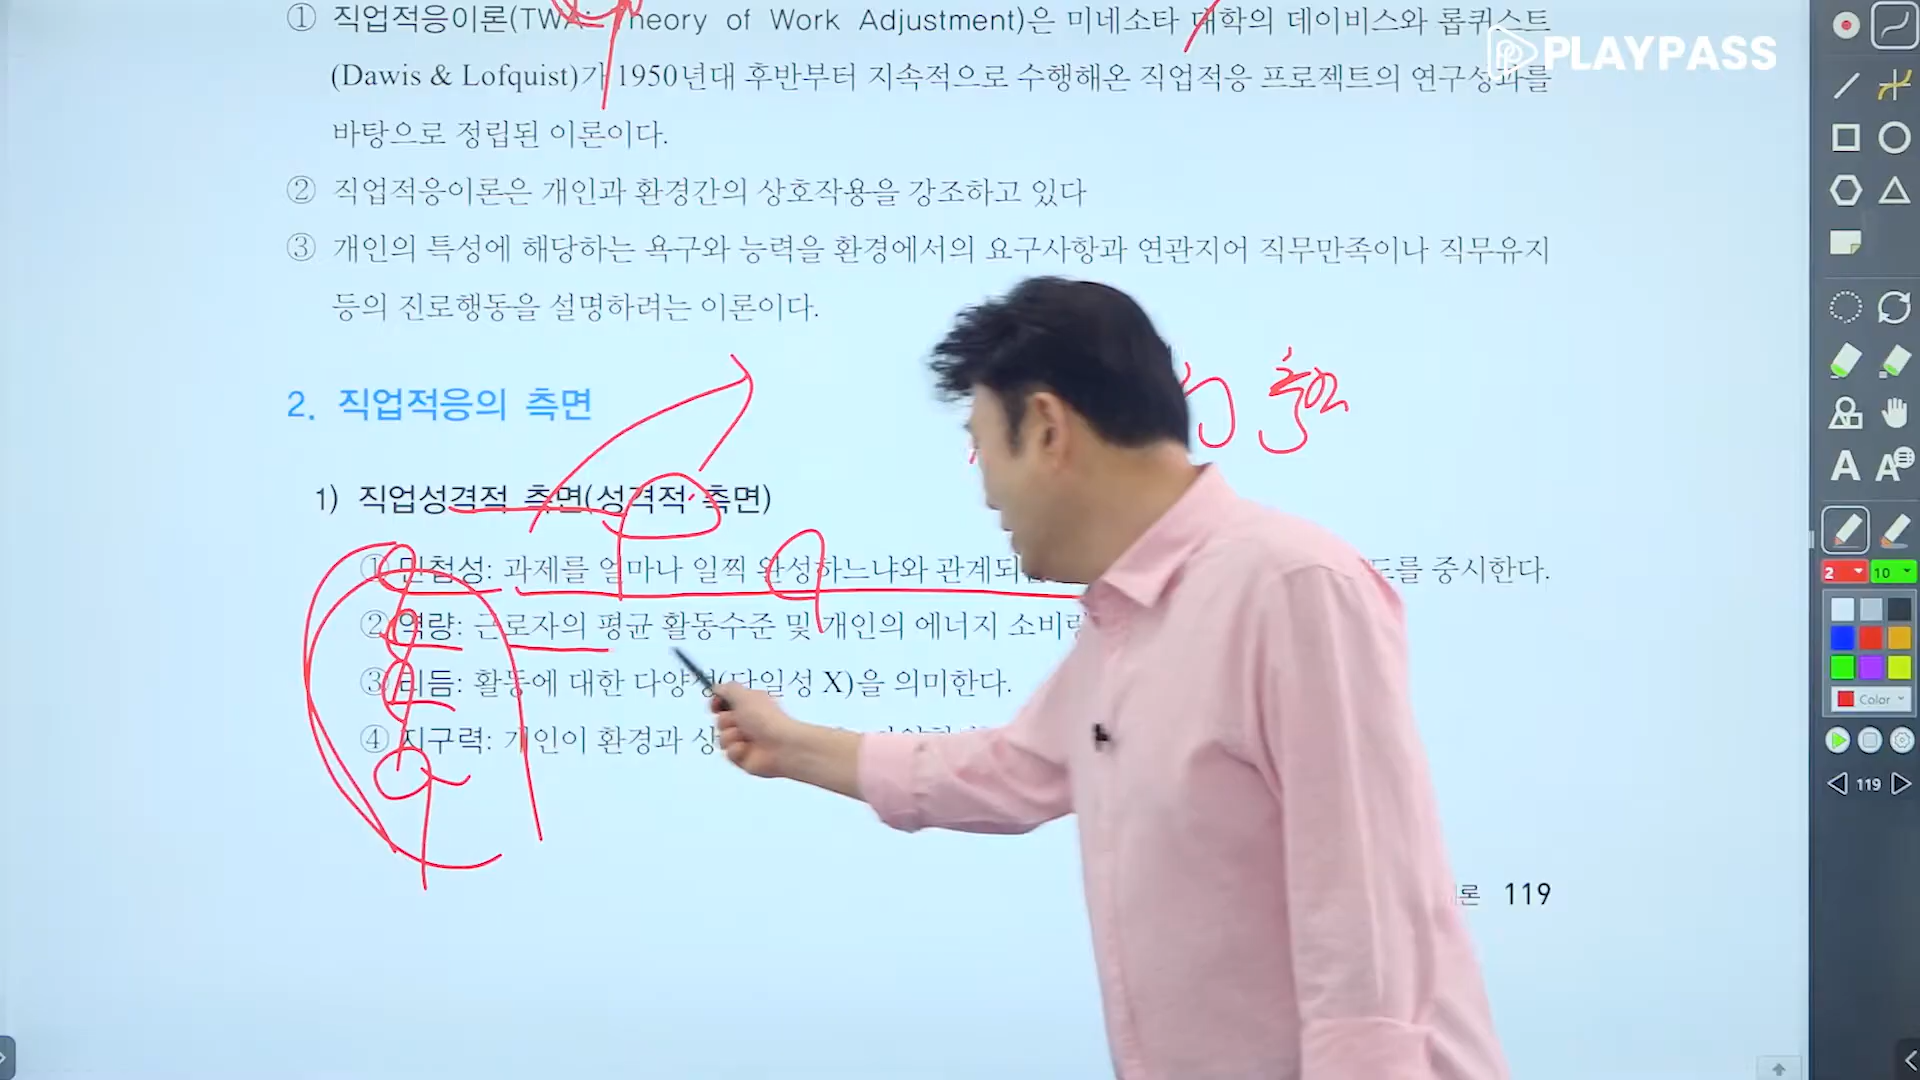 ① 직업적응이론(TWA: Theory of Work Adjustment)은 미네소타 대학의 데이비스와 롭퀴스트
PLAYPASS
(Dawis & Lofquist)가 1950년대 후반부터 지속적으로 수행해온 직업적응 프로젝트의 연구성과를
바탕으로 정립된 이론이다.
② 직업적응이론은 개인과 환경간의 상호작용을 강조하고 있다
③ 개인의 특성에 해당하는 욕구와 능력을 환경에서의 요구사항과 연관지어 직무만족이나 직무유지
등의 진로행동을 설명하려는 이론이다.
2. 직업적응의 측면
1) 직업성격적 측면(성격적 측면)
① 민첩성: 과제를 얼마나 일찍 완성하느냐와 관계되 를 중시한다.
② 역량: 근로자의 평균 활동수준 및 개인의 에너지 소비량
③ 리듬: 활동에 대한 다양성(단일성 X)을 의미한다.
④ 지구력: 개인이 환경과
론 119
2
10
Color
119